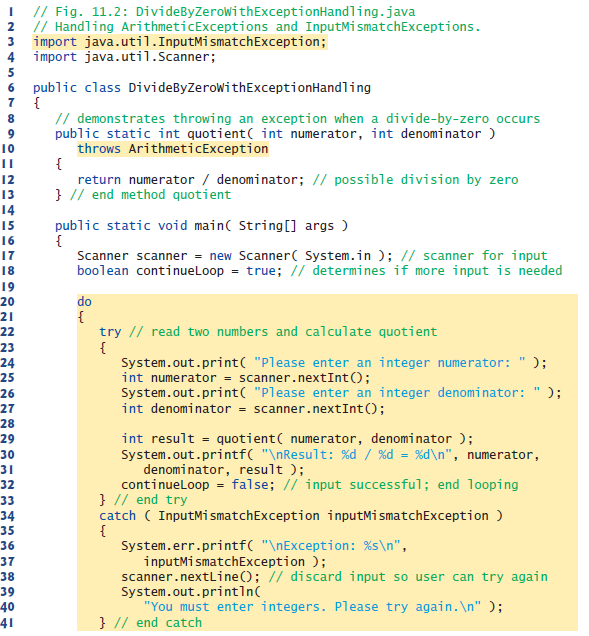 1 // Fig. 11.2: DivideByZeroWithExceptionHandling.java
2 // Handling ArithmeticExceptions and InputMismatchExceptions.
3 import java.util.InputMismatchException;
4 import java.util.Scanner;
5
6 public class DivideByZeroWithExceptionHandling
7 {
8 // demonstrates throwing an exception when a divide-by-zero occurs
9 public static int quotient( int numerator, int denominator )
10 throws ArithmeticException
11 {
12 return numerator / denominator; // possible division by zero
13 } // end method quotient
14
15 public static void main( String[] args )
16 {
17 Scanner scanner = new Scanner( System.in ); // scanner for input
18 boolean continueLoop = true; // determines if more input is needed
19
20 do
21 {
22 try // read two numbers and calculate quotient
23 {
24 System.out.print( "Please enter an integer numerator: " );
25 int numerator = scanner.nextInt();
26 System.out.print( "Please enter an integer denominator: " );
27 int denominator = scanner.nextInt();
28
29 int result = quotient( numerator, denominator );
30 System.out.printf( "\nResult: %d / %d = %d\n", numerator,
31 denominator, result );
32 continueLoop = false; // input successful; end looping
33 } // end try
34 catch ( InputMismatchException inputMismatchException )
35 {
36 System.err.printf( "\nException: %s\n",
37 inputMismatchException );
38 scanner.nextLine(); // discard input so user can try again
39 System.out.println(
40 "You must enter integers. Please try again.\n" );
41 } // end catch